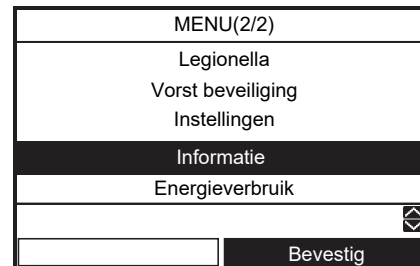 MENU(2/2)
Legionella
Vorst beveiliging
Instellingen
Informatie
Energieverbruik
Bevestig